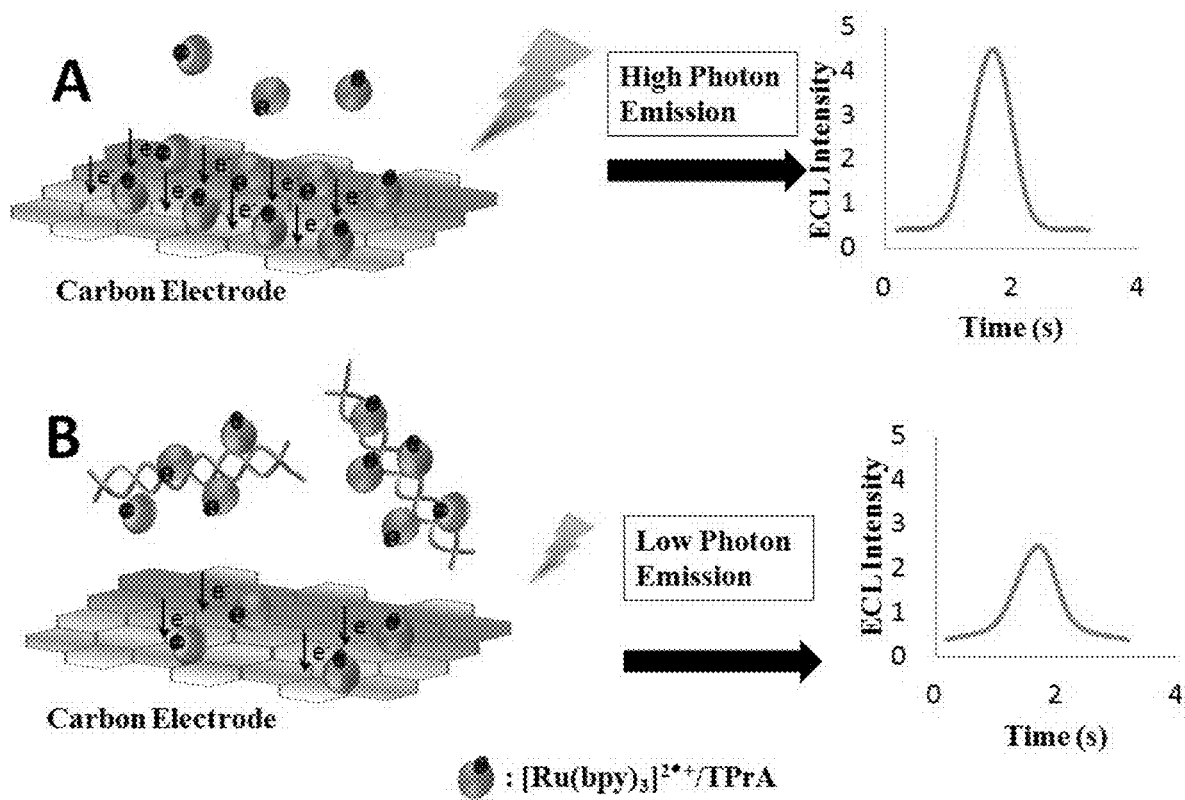 A
e e e e e e e e e
Carbon Electrode
High Photon
Emission
ECL Intensity
5
4
3
2
1
0
0 2 4
Time (s)
B
e e e e
Carbon Electrode
Low Photon
Emission
ECL Intensity
5
4
3
2
1
0
0 2 4
Time (s)
: [Ru(bpy)₃]²*⁺/TPrA